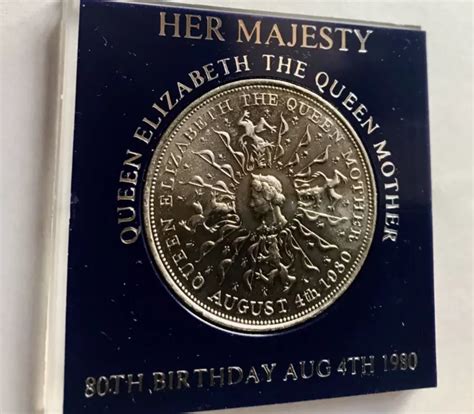 HER MAJESTY
QUEEN ELIZABETH THE QUEEN MOTHER
QUEEN ELIZABETH THE QUEEN MOTHER
AUGUST 4th 1980
80TH BIRTHDAY AUG 4TH 1980